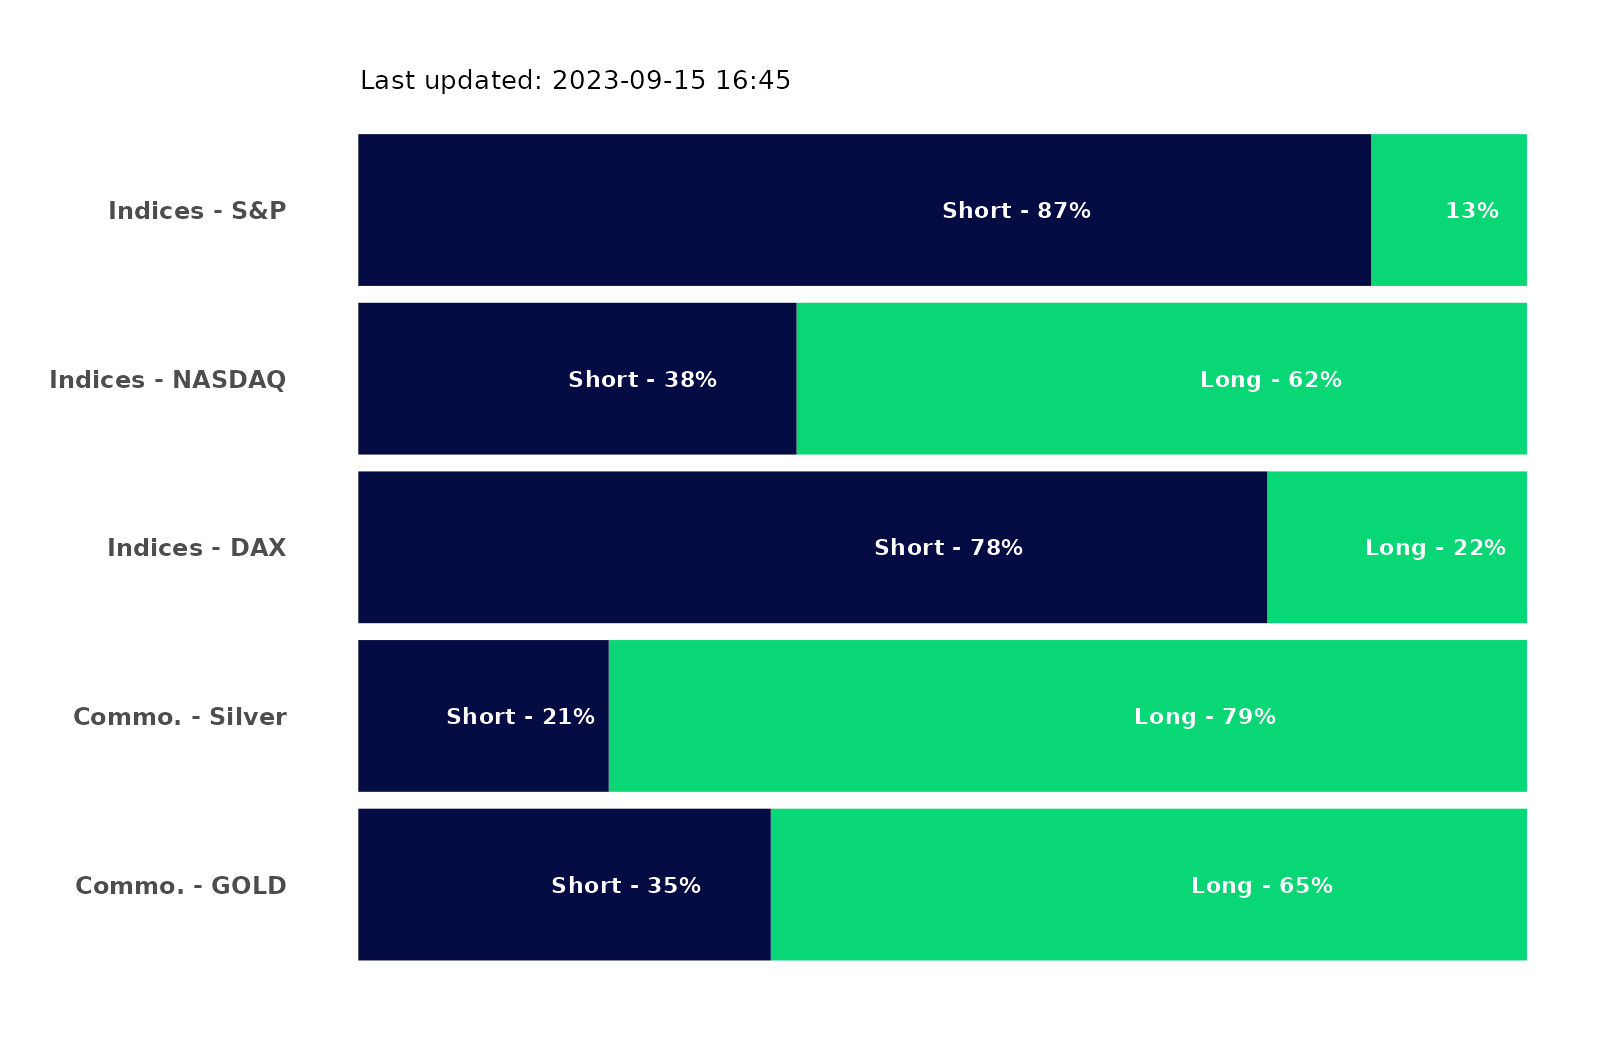 Last updated: 2023-09-15 16:45
Indices - S&P Short - 87% 13%
Indices - NASDAQ Short - 38% Long - 62%
Indices - DAX Short - 78% Long - 22%
Commo. - Silver Short - 21% Long - 79%
Commo. - GOLD Short - 35% Long - 65%